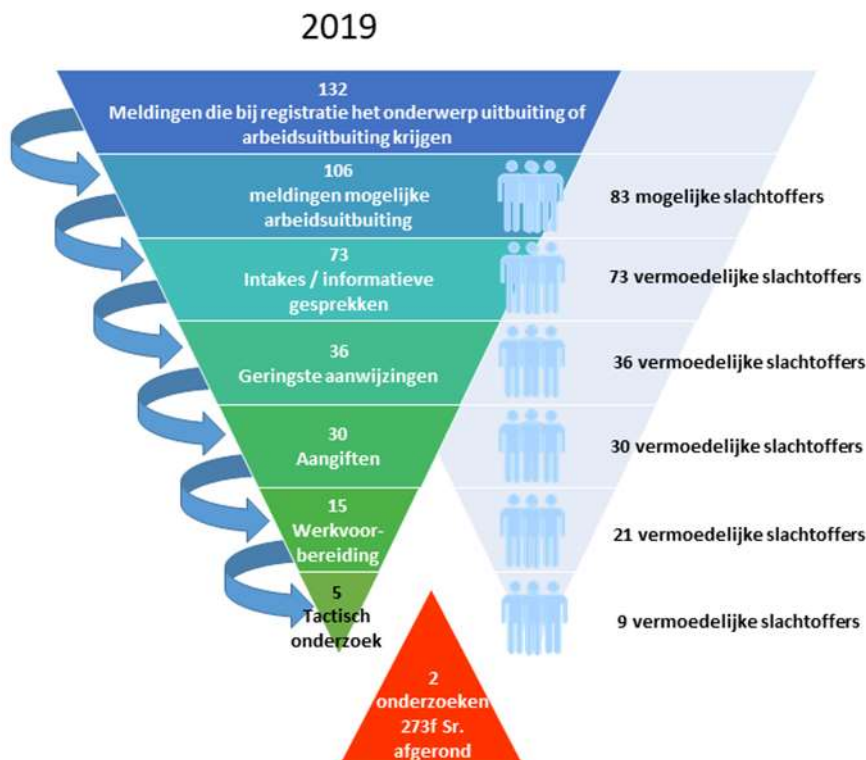 2019
132
Meldingen die bij registratie het onderwerp uitbuiting of
arbeidsuitbuiting krijgen
106
meldingen mogelijke
arbeidsuitbuiting
83 mogelijke slachtoffers
73
Intakes / informatieve
gesprekken
73 vermoedelijke slachtoffers
36
Geringste aanwijzingen
36 vermoedelijke slachtoffers
30
Aangiften
30 vermoedelijke slachtoffers
15
Werkvoor-
bereiding
21 vermoedelijke slachtoffers
5
Tactisch
onderzoek
9 vermoedelijke slachtoffers
2
onderzoeken
273f Sr.
afgerond